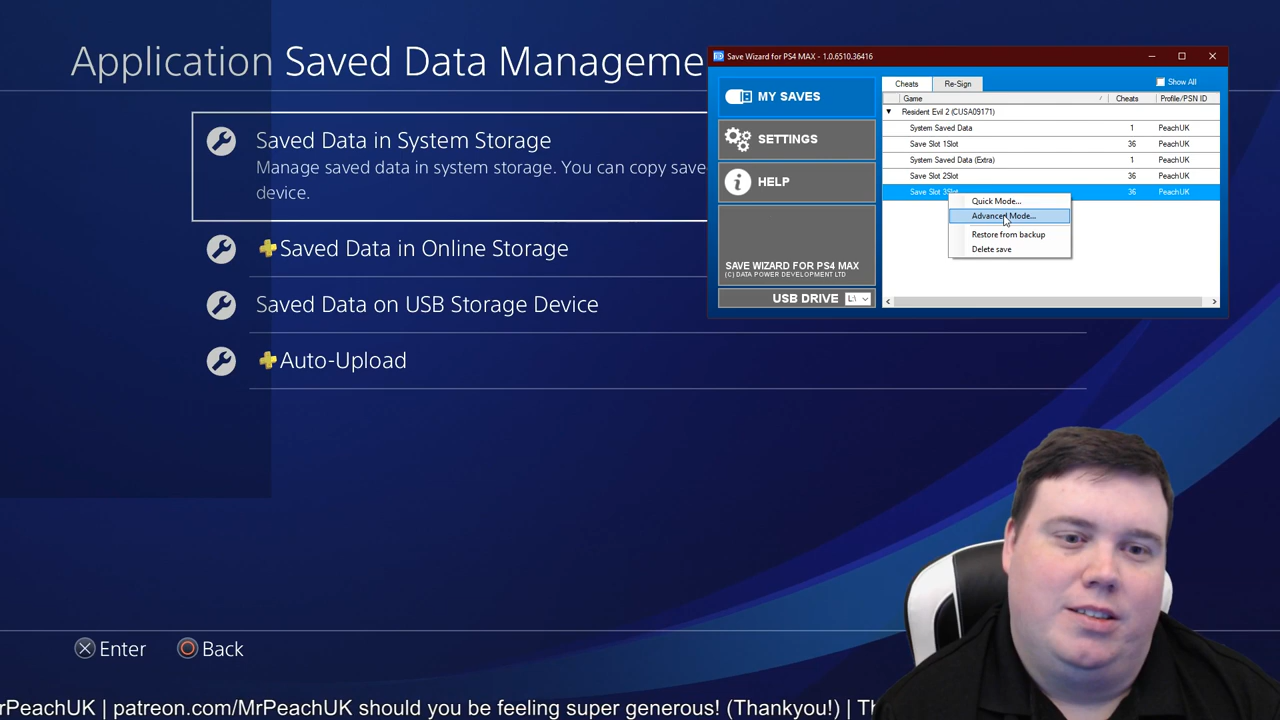 Application Saved Data Manageme
Saved Data in System Storage
Manage saved data in system storage. You can copy save
device.
Saved Data in Online Storage
Saved Data on USB Storage Device
Auto-Upload
Enter
Back
Save Wizard for PS4 MAX - 1.0.6510.36416
MY SAVES
SETTINGS
HELP
SAVE WIZARD FOR PS4 MAX
(C) DATA POWER DEVELOPMENT LTD
USB DRIVE L:\
Cheats Re-Sign Show All
Game Cheats Profile/PSN ID
Resident Evil 2 (CUSA09171)
System Saved Data 1 PeachUK
Save Slot 1Slot 36 PeachUK
System Saved Data (Extra) 1 PeachUK
Save Slot 2Slot 36 PeachUK
Save Slot 3Slot 36 PeachUK
Quick Mode...
Advanced Mode...
Restore from backup
Delete save
rPeachUK | patreon.com/MrPeachUK should you be feeling super generous! (Thankyou!) | Th